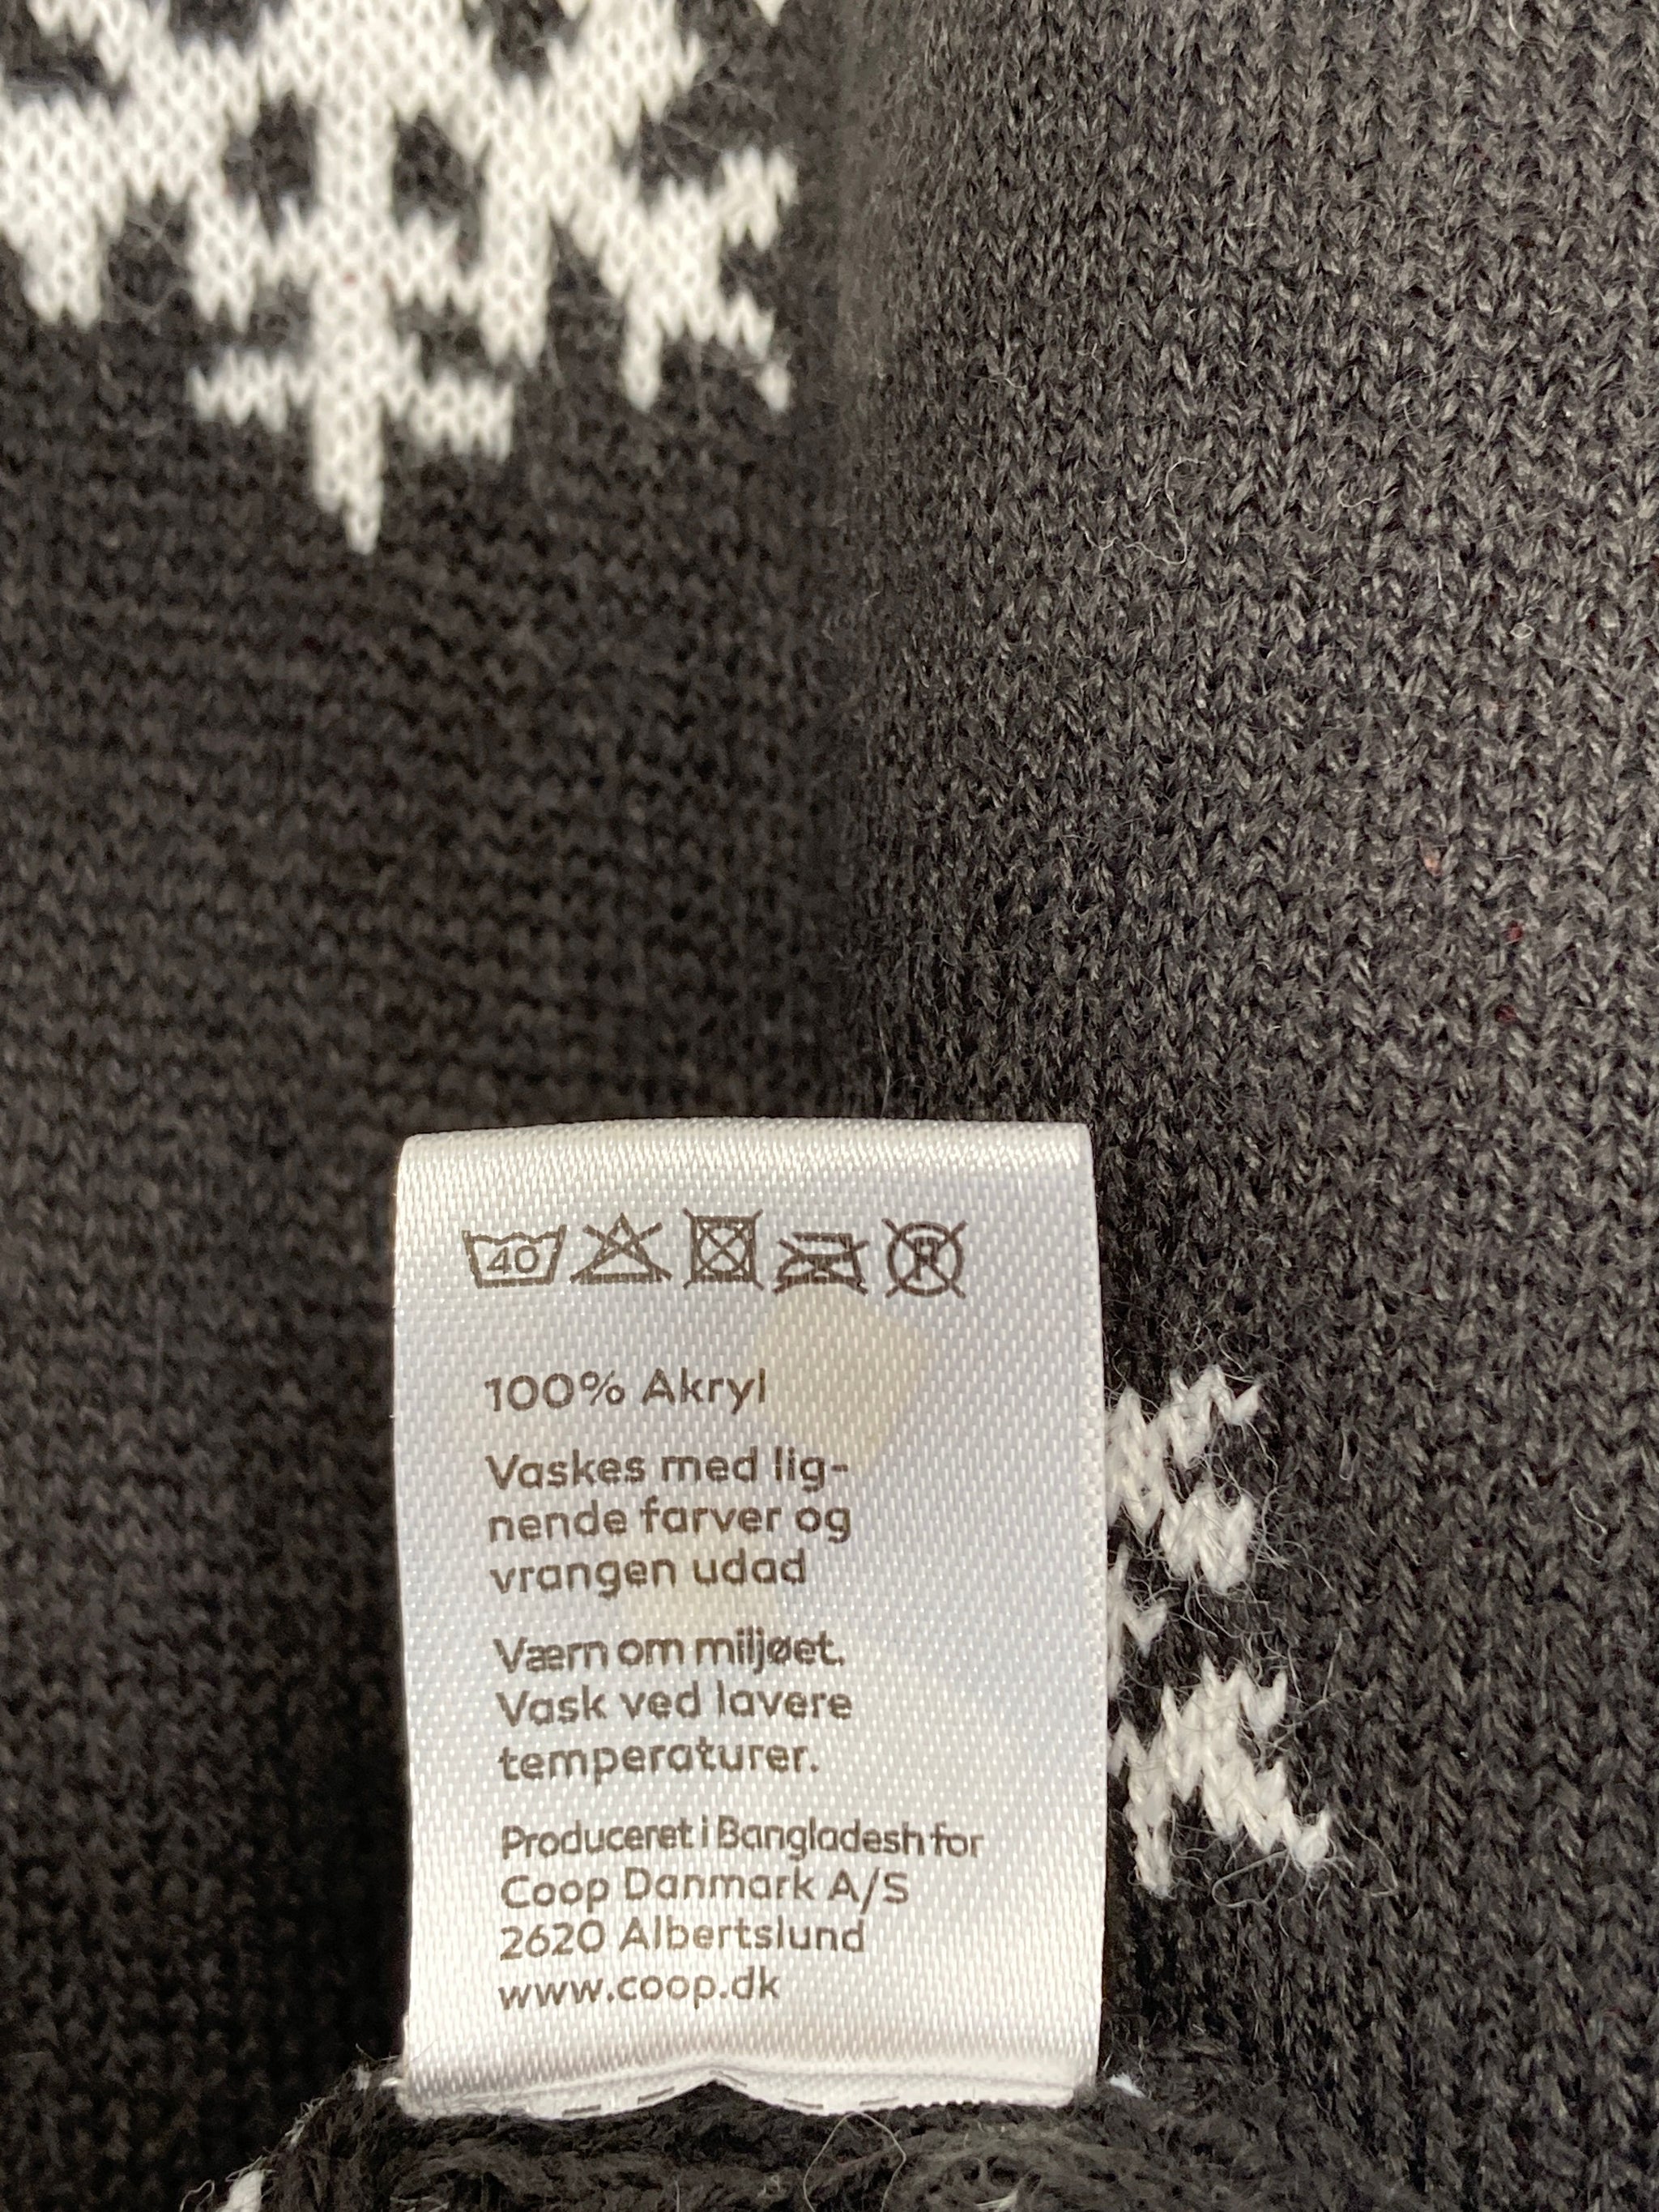 40
R
100% Akryl
Vaskes med lig-
nende farver og
vrangen udad
Værn om miljøet.
Vask ved lavere
temperaturer.
Produceret i Bangladesh for
Coop Danmark A/S
2620 Albertslund
www.coop.dk